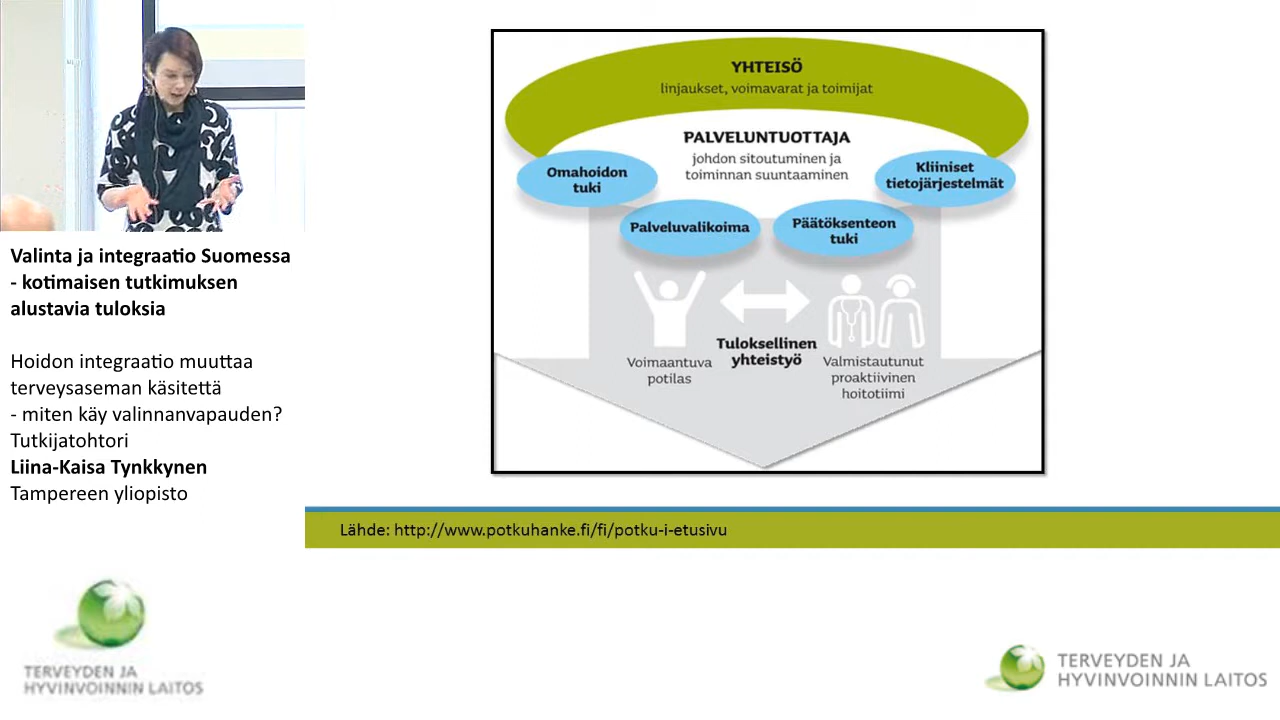 Valinta ja integraatio Suomessa
- kotimaisen tutkimuksen
alustavia tuloksia
Hoidon integraatio muuttaa
terveysaseman käsitettä
- miten käy valinnanvapauden?
Tutkijatohtori
Liina-Kaisa Tynkkynen
Tampereen yliopisto
TERVEYDEN JA
HYVINVOINNIN LAITOS
YHTEISÖ
linjaukset, voimavarat ja toimijat
PALVELUNTUOTTAJA
johdon sitoutuminen ja
toiminnan suuntaaminen
Omahoidon
tuki
Kliiniset
tietojärjestelmät
Palveluvalikoima
Päätöksenteon
tuki
Tuloksellinen
yhteistyö
Voimaantuva
potilas
Valmistautunut
proaktiivinen
hoitotiimi
Lähde: http://www.potkuhanke.fi/fi/potku-i-etusivu
TERVEYDEN JA
HYVINVOINNIN LAITOS